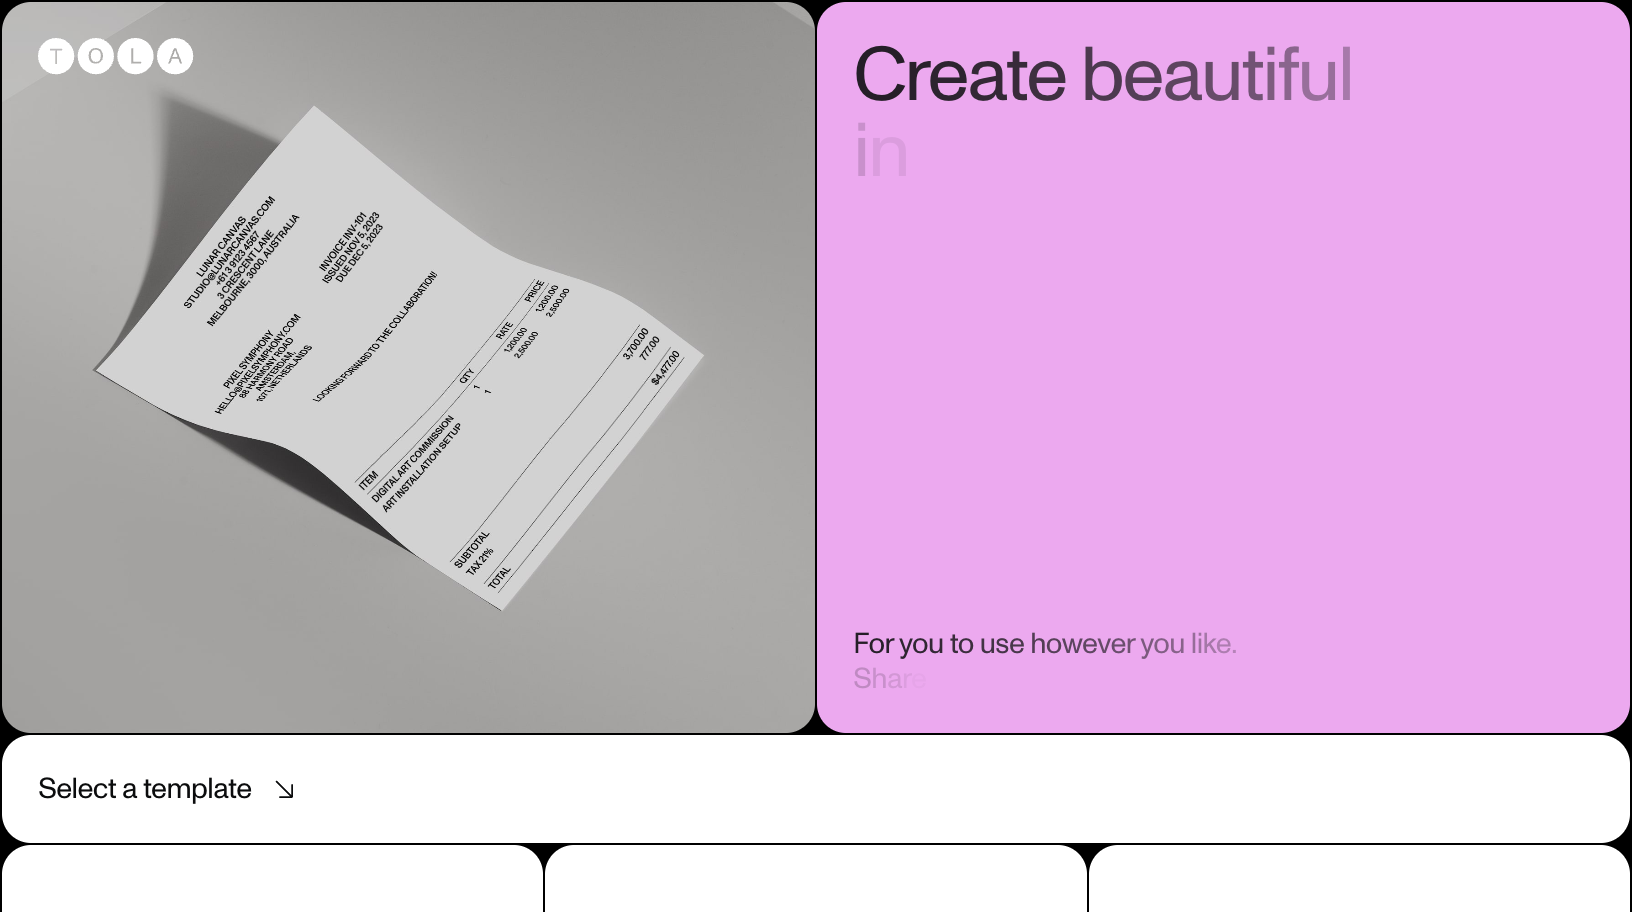 TOLA
LUNAR CANVAS
STUDIO@LUNARCANVAS.COM
+613 9123 4567
3 CRESCENT LANE
MELBOURNE, 3000, AUSTRALIA
INVOICE INV-101
ISSUED NOV 5, 2023
DUE DEC 5, 2023
PIXEL SYMPHONY
HELLO@PIXELSYMPHONY.COM
88 HARMONY ROAD
AMSTERDAM,
1071, NETHERLANDS
LOOKING FORWARD TO THE COLLABORATION!
ITEM QTY RATE PRICE
DIGITAL ART COMMISSION 1 1,200.00 1,200.00
ART INSTALLATION SETUP 1 2,500.00 2,500.00
SUBTOTAL 3,700.00
TAX 21% 777.00
TOTAL $4,477.00
Create beautiful
in
For you to use however you like.
Share
Select a template